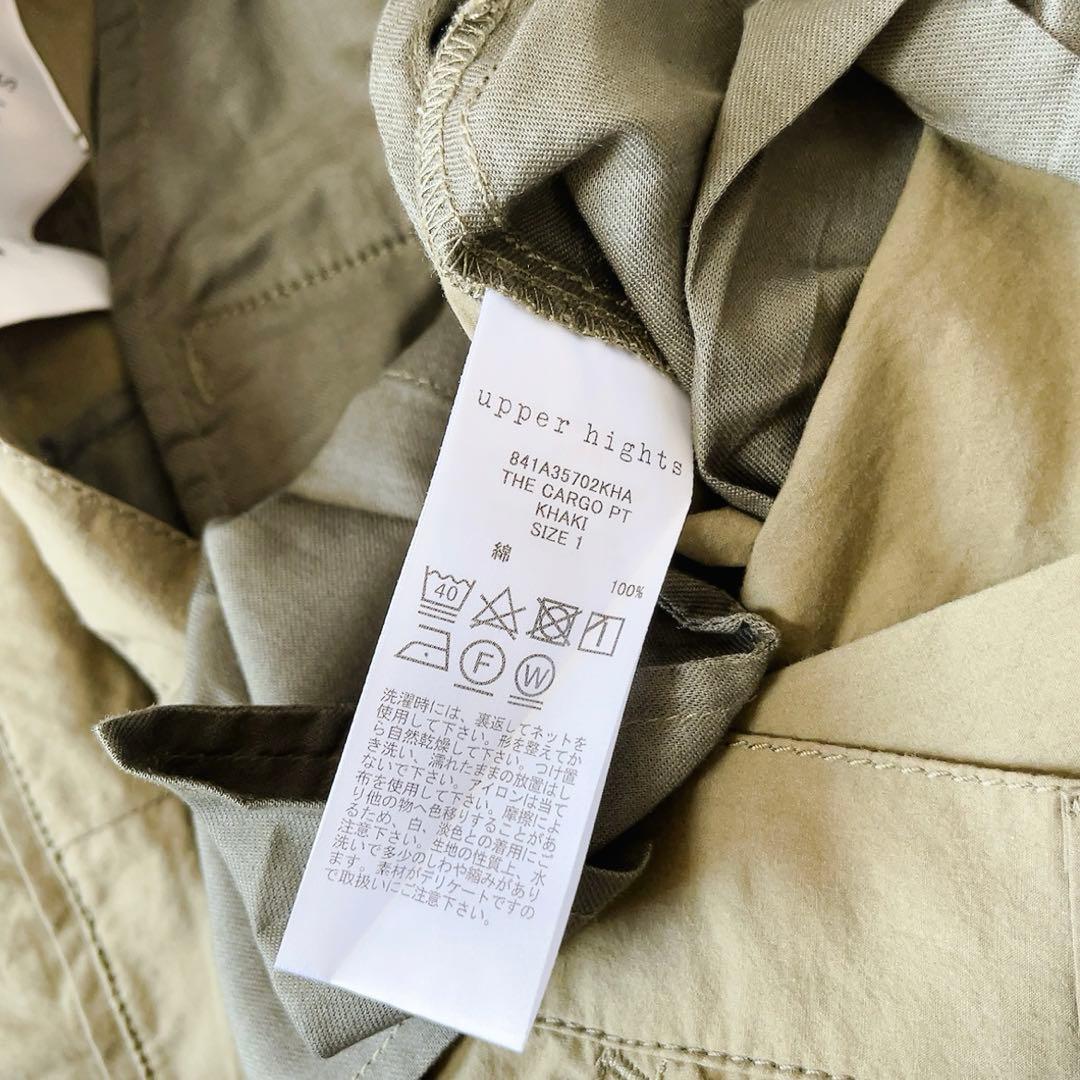 upper hights
841A35702KHA
THE CARGO PT
KHAKI
SIZE 1
綿 100%
40
F W
洗濯時には、裏返してネットを
使用して下さい。形を整えてか
ら自然乾燥して下さい。つけ置
き洗い、濡れたままの放置はし
ないで下さい。アイロンは当て
布を使用して下さい。摩擦によ
り他の物へ色移りすることがあ
るため、白、淡色との着用にご
注意下さい。生地の性質上、水
洗いで多少のしわや縮みがあり
ます。素材がデリケートですの
で取扱いにご注意下さい。